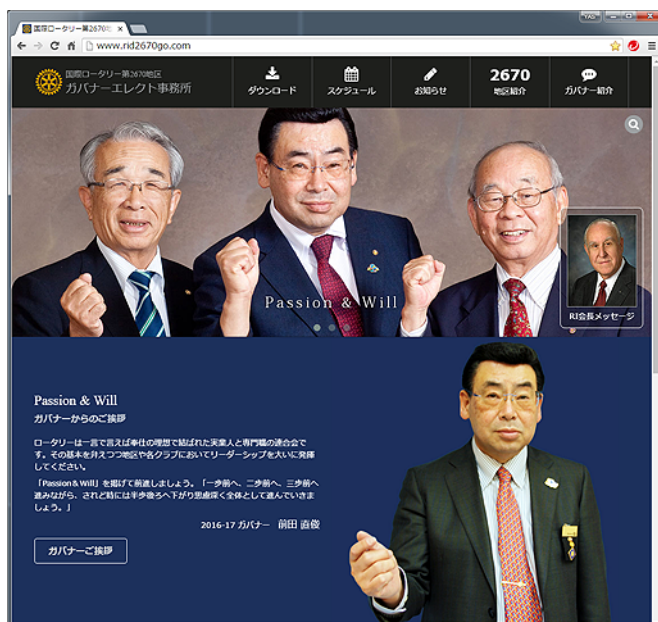 国際ロータリー第2670地区
www.rid2670go.com
国際ロータリー第2670地区
ガバナーエレクト事務所
ダウンロード
スケジュール
お知らせ
2670
地区紹介
ガバナー紹介
Passion & Will
RI会長メッセージ
Passion & Will
ガバナーからのご挨拶
ロータリーは一言で言えば奉仕の理想で結ばれた実業人と専門職の連合会で
す。その基本を弁えつつ地区や各クラブにおいてリーダーシップを大いに発揮
してください。
「Passion & Will」を掲げて前進しましょう。「一歩前へ、二歩前へ、三歩前へ
進みながら、されど時には半歩後ろへ下がり思慮深く全体として進んでいきま
しょう。」
2016-17 ガバナー 前田 直俊
ガバナーご挨拶